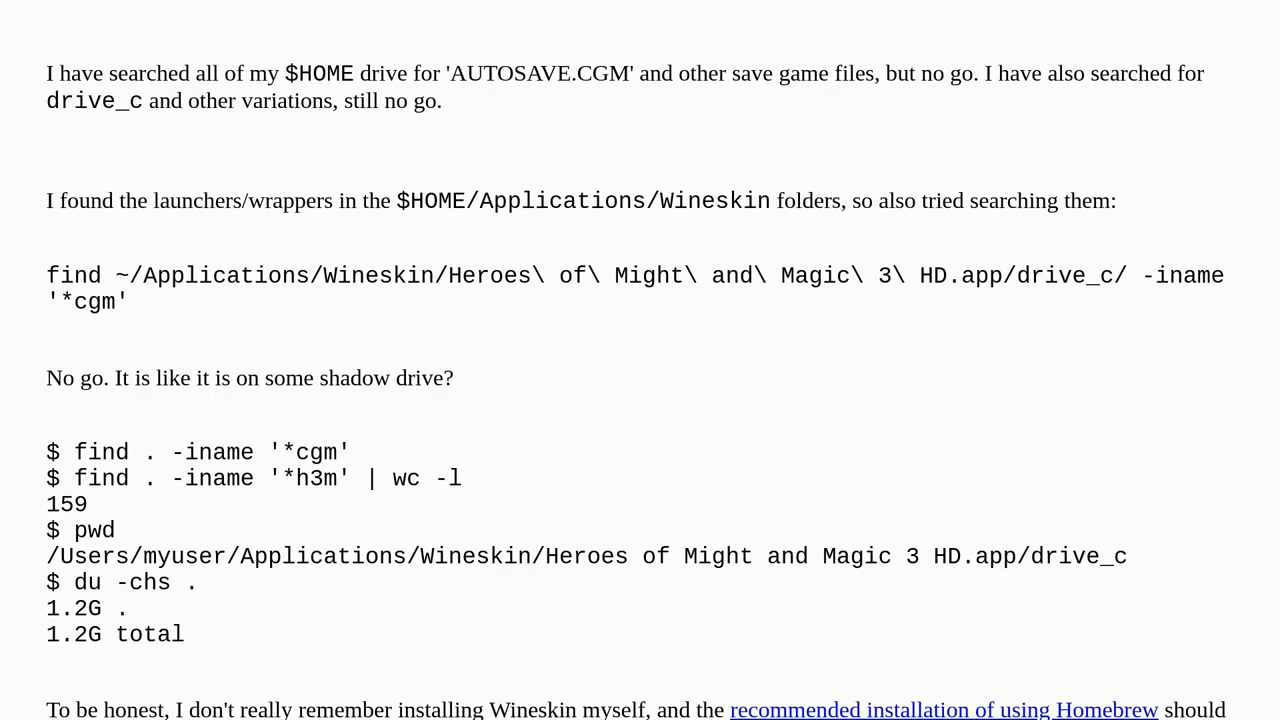 I have searched all of my $HOME drive for 'AUTOSAVE.CGM' and other save game files, but no go. I have also searched for
drive_c and other variations, still no go.
I found the launchers/wrappers in the $HOME/Applications/Wineskin folders, so also tried searching them:
find ~/Applications/Wineskin/Heroes\ of\ Might\ and\ Magic\ 3\ HD.app/drive_c/ -iname
'*cgm'
No go. It is like it is on some shadow drive?
$ find . -iname '*cgm'
$ find . -iname '*h3m' | wc -l
159
$ pwd
/Users/myuser/Applications/Wineskin/Heroes of Might and Magic 3 HD.app/drive_c
$ du -chs .
1.2G .
1.2G total
To be honest, I don't really remember installing Wineskin myself, and the recommended installation of using Homebrew should